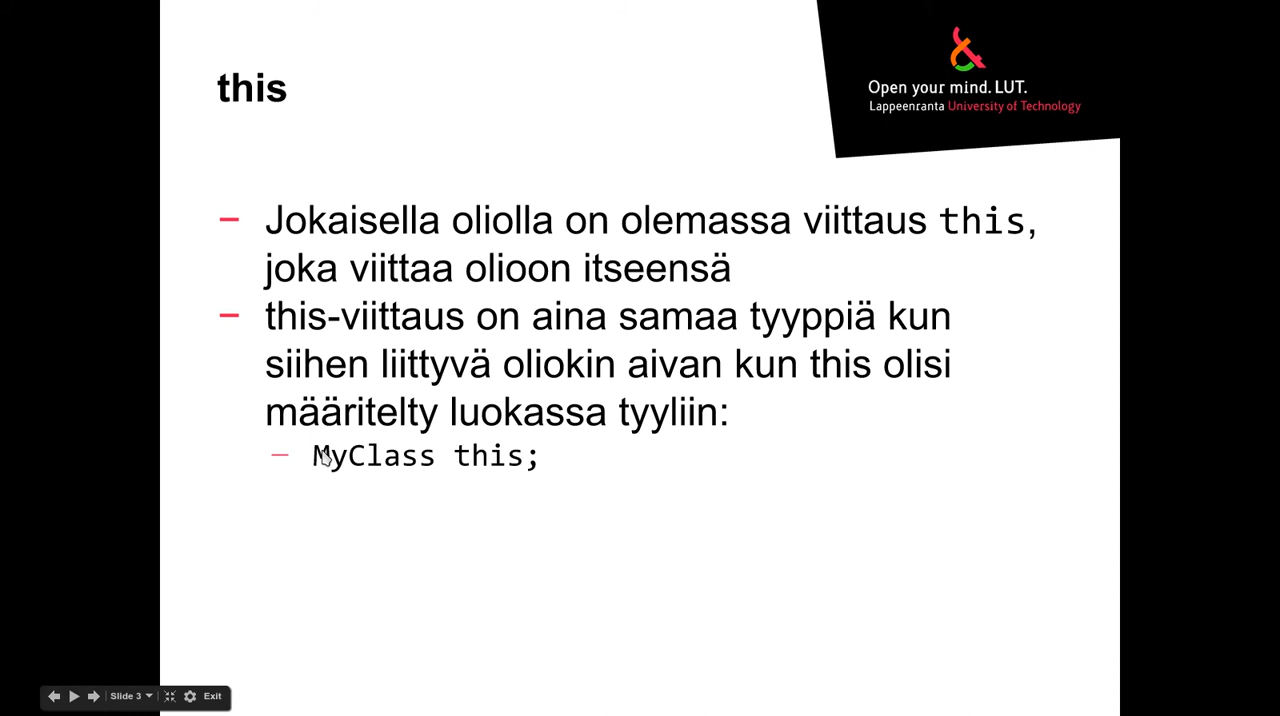 this
Open your mind. LUT.
Lappeenranta University of Technology
– Jokaisella oliolla on olemassa viittaus this,
joka viittaa olioon itseensä
– this-viittaus on aina samaa tyyppiä kun
siihen liittyvä oliokin aivan kun this olisi
määritelty luokassa tyyliin:
– MyClass this;
Slide 3
Exit